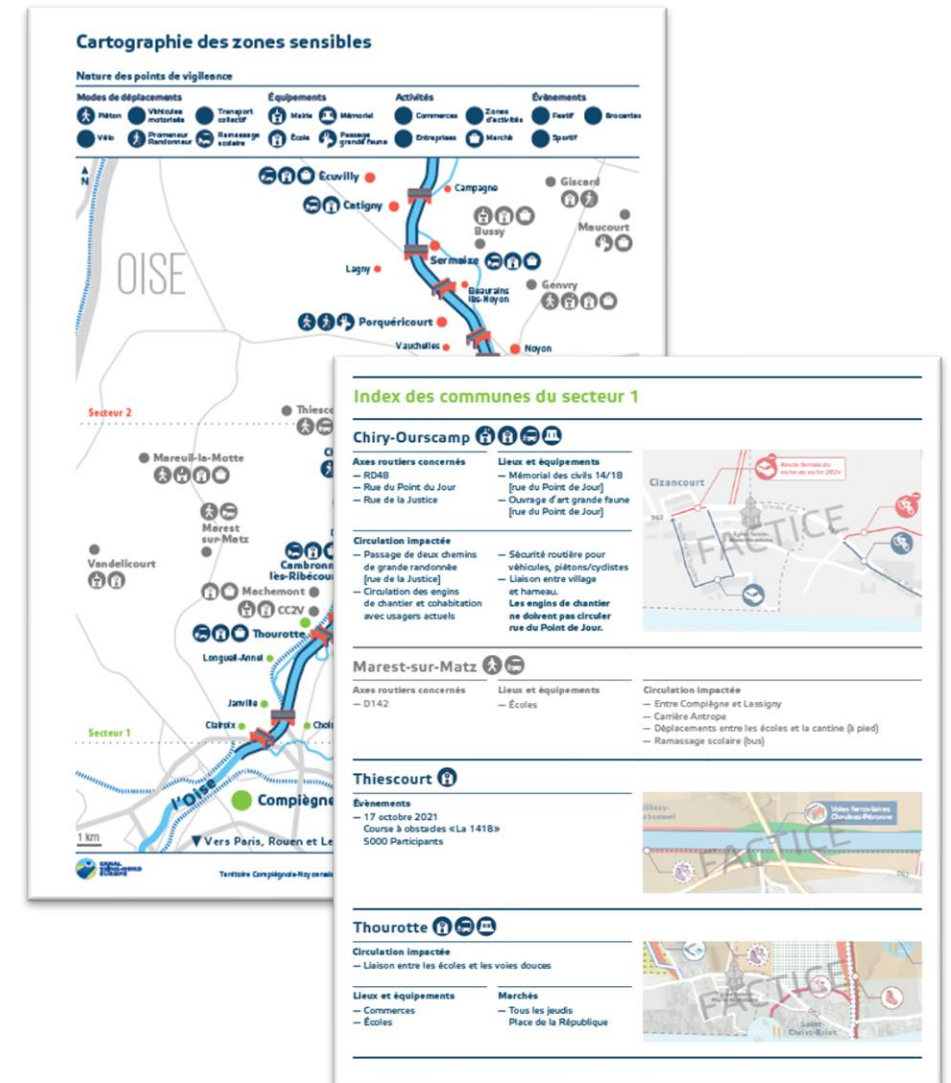 Cartographie des zones sensibles
Nature des points de vigileance
Modes de déplacements
Équipements
Activités
Évènements
Piéton
Véhicules motorisés
Transport collectif
Mairie
Mémorial
Commerces
Zones d'activités
Festif
Brocantes
Vélo
Promeneur Randonneur
Ramassage scolaire
École
Passage grande faune
Entreprises
Marché
Sportif
N
Écuvilly
Campagne
Giscard
Catigny
Bussy
Maucourt
OISE
Lagny
Sermaize
Beaurains
lès-Noyon
Genvry
Porquéricourt
Vauchelles
Noyon
Secteur 2
Thiesco
Mareuil-la-Motte
Marest
sur-Matz
Vandelicourt
Cambronn
lès-Ribécou
Machemont
CC2V
Thourotte
Longueil-Annel
Janville
Clairoix
Choi
Secteur 1
l'Oise
Compiègne
1 km
Vers Paris, Rouen et Le
CANAL
SEINE-NORD
EUROPE
Territoire Compiégnois-Noyonnais
Index des communes du secteur 1
Chiry-Ourscamp
Axes routiers concernés
— RD48
— Rue du Point du Jour
— Rue de la Justice
Lieux et équipements
— Mémorial des civils 14/18
[rue du Point de Jour]
— Ouvrage d'art grande faune
[rue du Point de Jour]
Circulation impactée
— Passage de deux chemins
de grande randonnée
[rue de la Justice]
— Circulation des engins
de chantier et cohabitation
avec usagers actuels
— Sécurité routière pour
véhicules, piétons/cyclistes
— Liaison entre village
et hameau.
Les engins de chantier
ne doivent pas circuler
rue du Point de Jour.
Cizancourt
FACTICE
Marest-sur-Matz
Axes routiers concernés
— D142
Lieux et équipements
— Écoles
Circulation impactée
— Entre Compiègne et Lassigny
— Carrière Antrope
— Déplacements entre les écoles et la cantine (à pied)
— Ramassage scolaire (bus)
Thiescourt
Évènements
— 17 octobre 2021
Course à obstacles «La 1418»
5000 Participants
Voies ferroviaires
FACTICE
Thourotte
Circulation impactée
— Liaison entre les écoles et les voies douces
Lieux et équipements
— Commerces
— Écoles
Marchés
— Tous les jeudis
Place de la République
FACTICE
Saint-
Christ-Briost